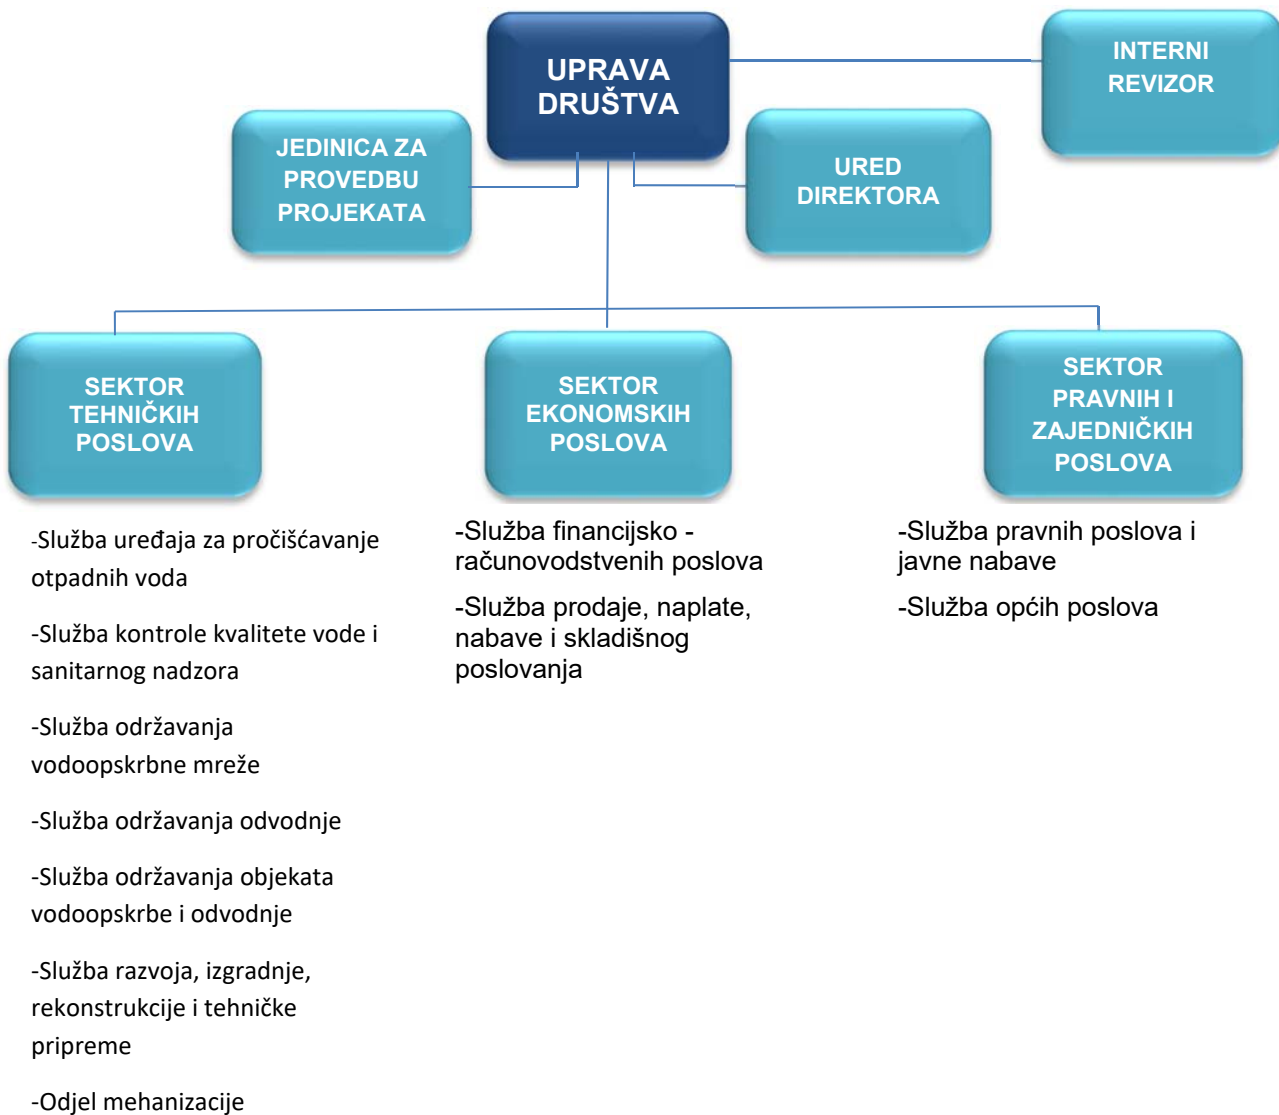 UPRAVA
DRUŠTVA
INTERNI
REVIZOR
JEDINICA ZA
PROVEDBU
PROJEKATA
URED
DIREKTORA
SEKTOR
TEHNIČKIH
POSLOVA
SEKTOR
EKONOMSKIH
POSLOVA
SEKTOR
PRAVNIH I
ZAJEDNIČKIH
POSLOVA
-Služba uređaja za pročišćavanje
otpadnih voda
-Služba kontrole kvalitete vode i
sanitarnog nadzora
-Služba održavanja
vodoopskrbne mreže
-Služba održavanja odvodnje
-Služba održavanja objekata
vodoopskrbe i odvodnje
-Služba razvoja, izgradnje,
rekonstrukcije i tehničke
pripreme
-Odjel mehanizacije
-Služba financijsko -
računovodstvenih poslova
-Služba prodaje, naplate,
nabave i skladišnog
poslovanja
-Služba pravnih poslova i
javne nabave
-Služba općih poslova